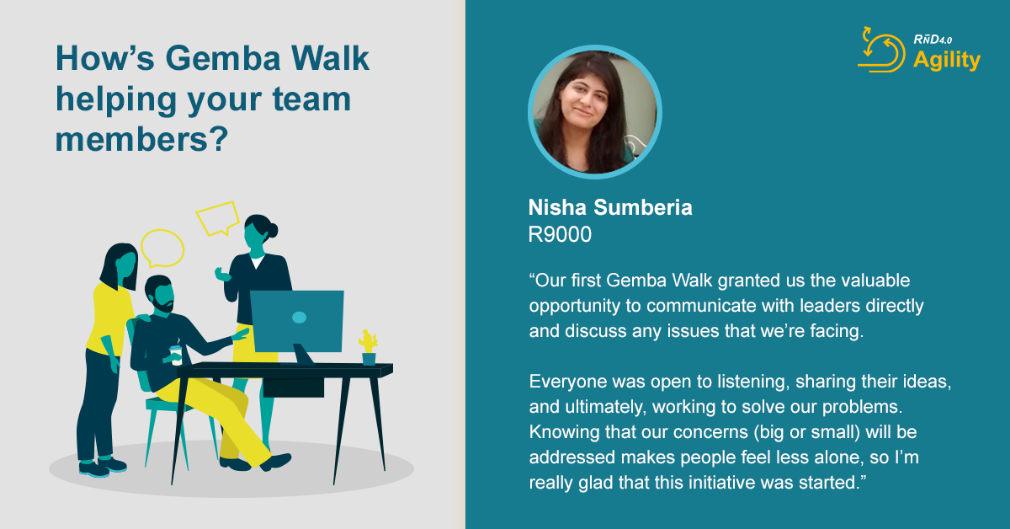 How’s Gemba Walk
helping your team
members?
RñD4.0
Agility
Nisha Sumberia
R9000
“Our first Gemba Walk granted us the valuable
opportunity to communicate with leaders directly
and discuss any issues that we’re facing.
Everyone was open to listening, sharing their ideas,
and ultimately, working to solve our problems.
Knowing that our concerns (big or small) will be
addressed makes people feel less alone, so I’m
really glad that this initiative was started.”